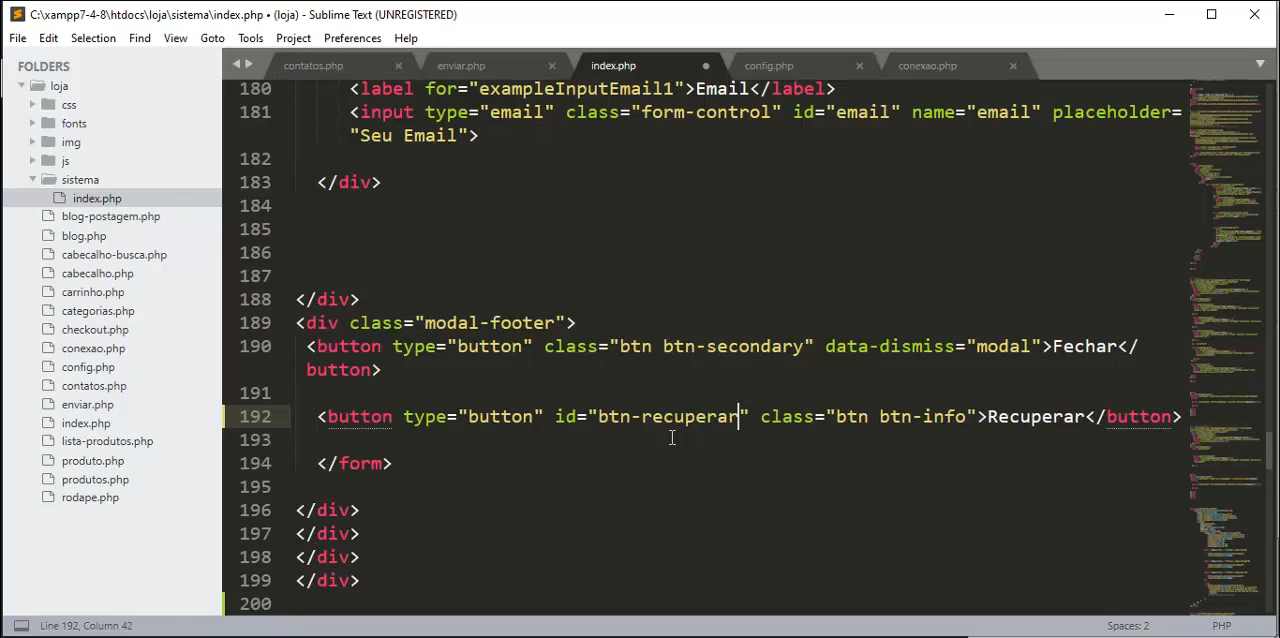 C:\xampp7-4-8\htdocs\loja\sistema\index.php • (loja) - Sublime Text (UNREGISTERED)
File Edit Selection Find View Goto Tools Project Preferences Help
FOLDERS
loja
css
fonts
img
js
sistema
index.php
blog-postagem.php
blog.php
cabecalho-busca.php
cabecalho.php
carrinho.php
categorias.php
checkout.php
conexao.php
config.php
contatos.php
enviar.php
index.php
lista-produtos.php
produto.php
produtos.php
rodape.php
contatos.php enviar.php index.php config.php conexao.php
180 <label for="exampleInputEmail1">Email</label>
181 <input type="email" class="form-control" id="email" name="email" placeholder=
"Seu Email">
182
183 </div>
184
185
186
187
188 </div>
189 <div class="modal-footer">
190 <button type="button" class="btn btn-secondary" data-dismiss="modal">Fechar</
button>
191
192 <button type="button" id="btn-recuperar" class="btn btn-info">Recuperar</button>
193
194 </form>
195
196 </div>
197 </div>
198 </div>
199 </div>
200
Line 192, Column 42 Spaces: 2 PHP